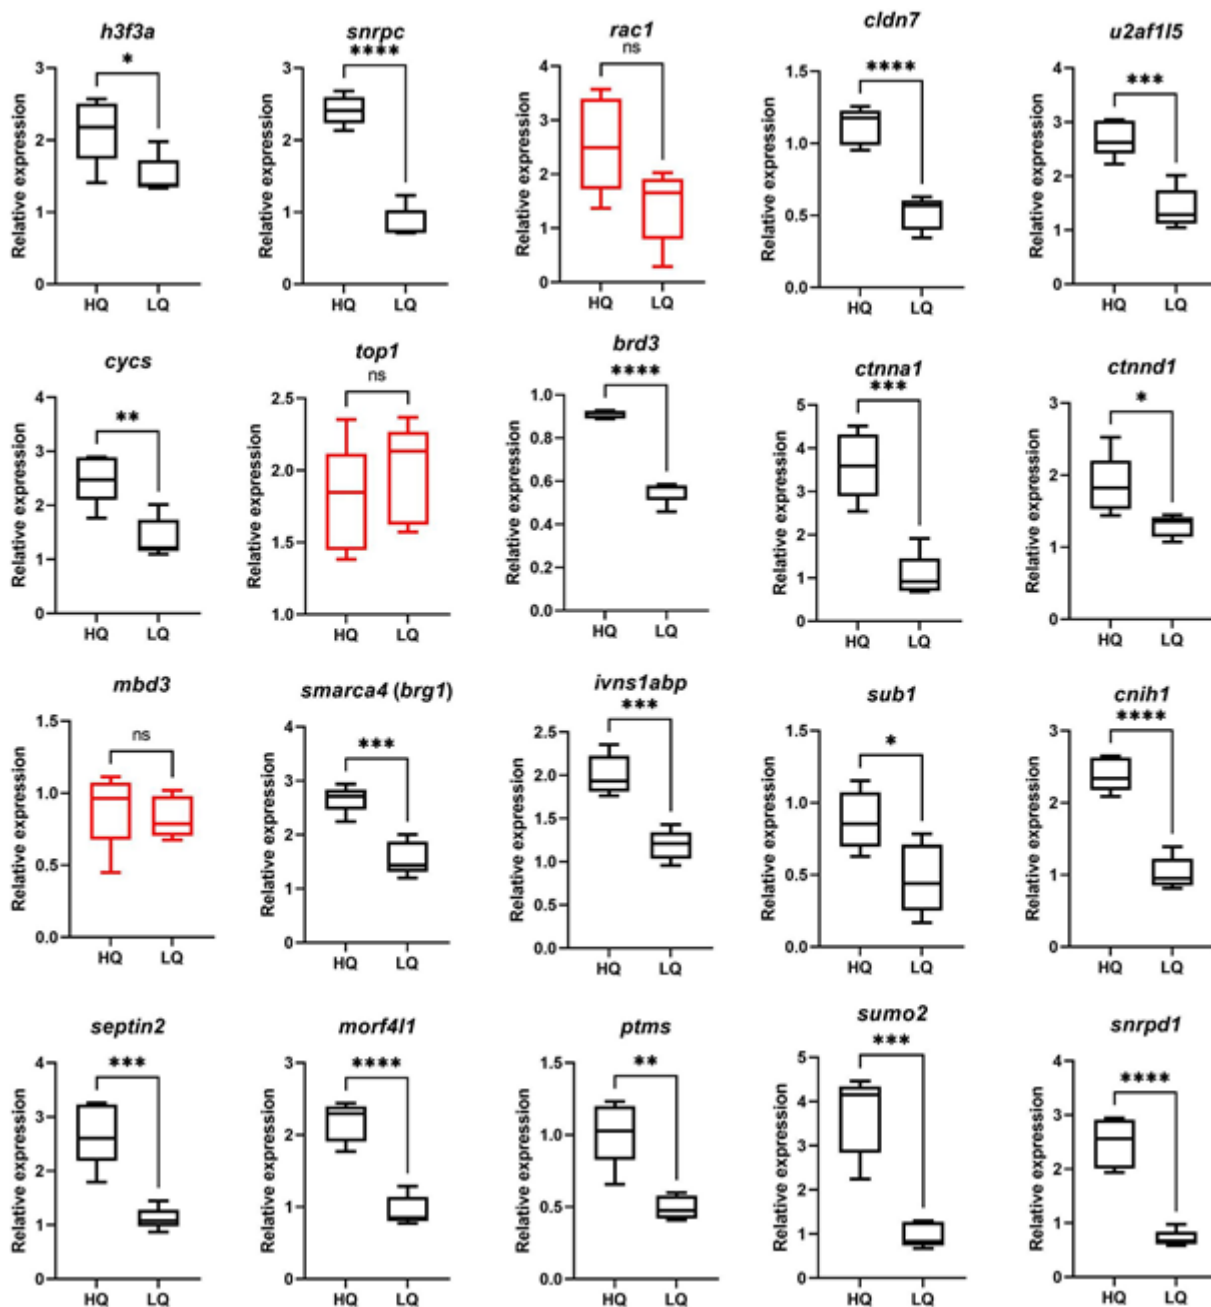 h3f3a
*
Relative expression
3
2
1
0
HQ LQ
snrpc
****
Relative expression
3
2
1
0
HQ LQ
rac1
ns
Relative expression
4
3
2
1
0
HQ LQ
cldn7
****
Relative expression
1.5
1.0
0.5
0.0
HQ LQ
u2af1l5
***
Relative expression
4
3
2
1
0
HQ LQ
cycs
**
Relative expression
4
3
2
1
0
HQ LQ
top1
ns
Relative expression
2.5
2.0
1.5
1.0
HQ LQ
brd3
****
Relative expression
1.0
0.8
0.6
0.4
0.2
0.0
HQ LQ
ctnna1
***
Relative expression
5
4
3
2
1
0
HQ LQ
ctnnd1
*
Relative expression
3
2
1
0
HQ LQ
mbd3
ns
Relative expression
1.5
1.0
0.5
0.0
HQ LQ
smarca4 (brg1)
***
Relative expression
4
3
2
1
0
HQ LQ
ivns1abp
***
Relative expression
2.5
2.0
1.5
1.0
0.5
0.0
HQ LQ
sub1
*
Relative expression
1.5
1.0
0.5
0.0
HQ LQ
cnih1
****
Relative expression
3
2
1
0
HQ LQ
septin2
***
Relative expression
4
3
2
1
0
HQ LQ
morf4l1
****
Relative expression
3
2
1
0
HQ LQ
ptms
**
Relative expression
1.5
1.0
0.5
0.0
HQ LQ
sumo2
***
Relative expression
5
4
3
2
1
0
HQ LQ
snrpd1
****
Relative expression
4
3
2
1
0
HQ LQ